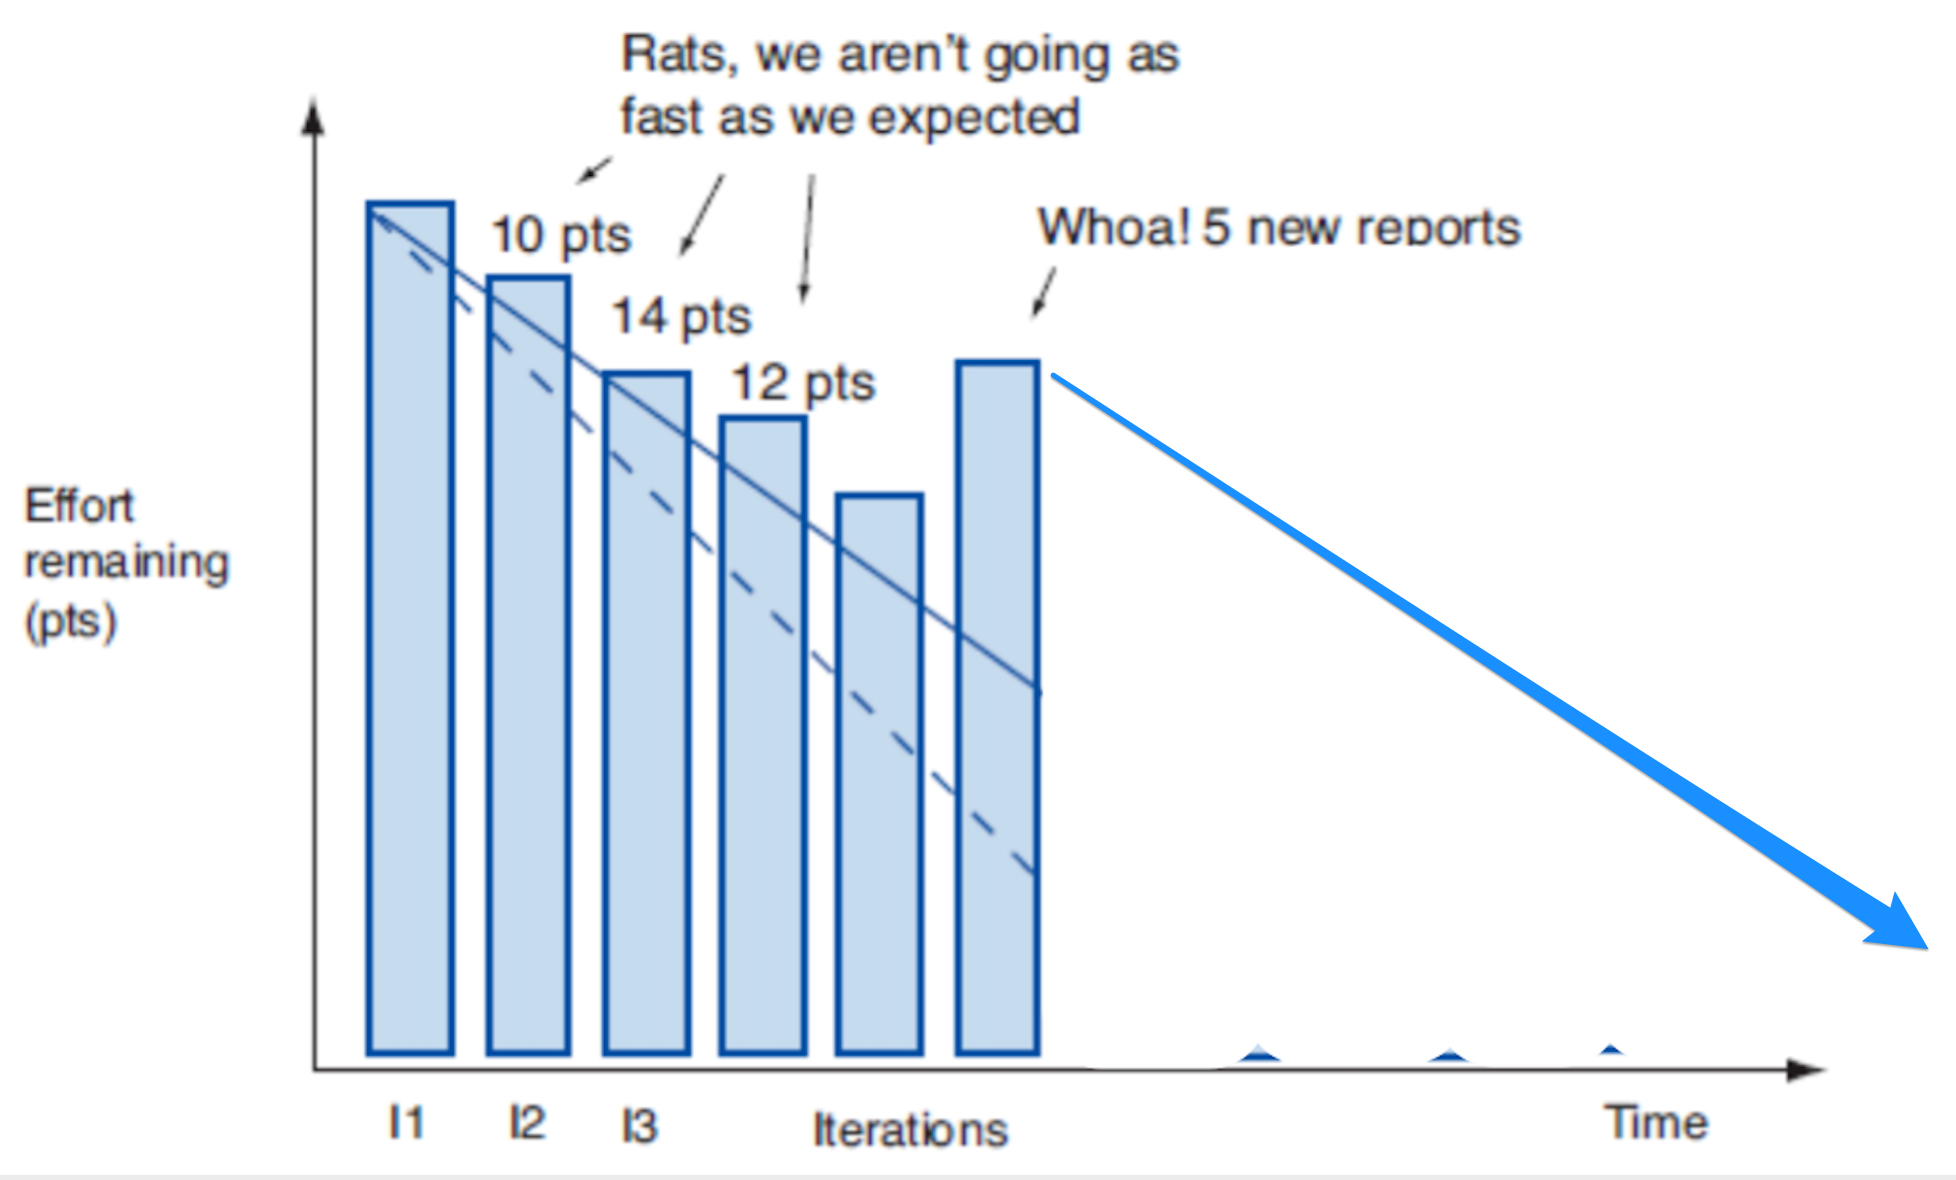 Rats, we aren't going as
fast as we expected
10 pts
Whoa! 5 new reports
14 pts
12 pts
Effort
remaining
(pts)
I1
I2
I3
Iterations
Time